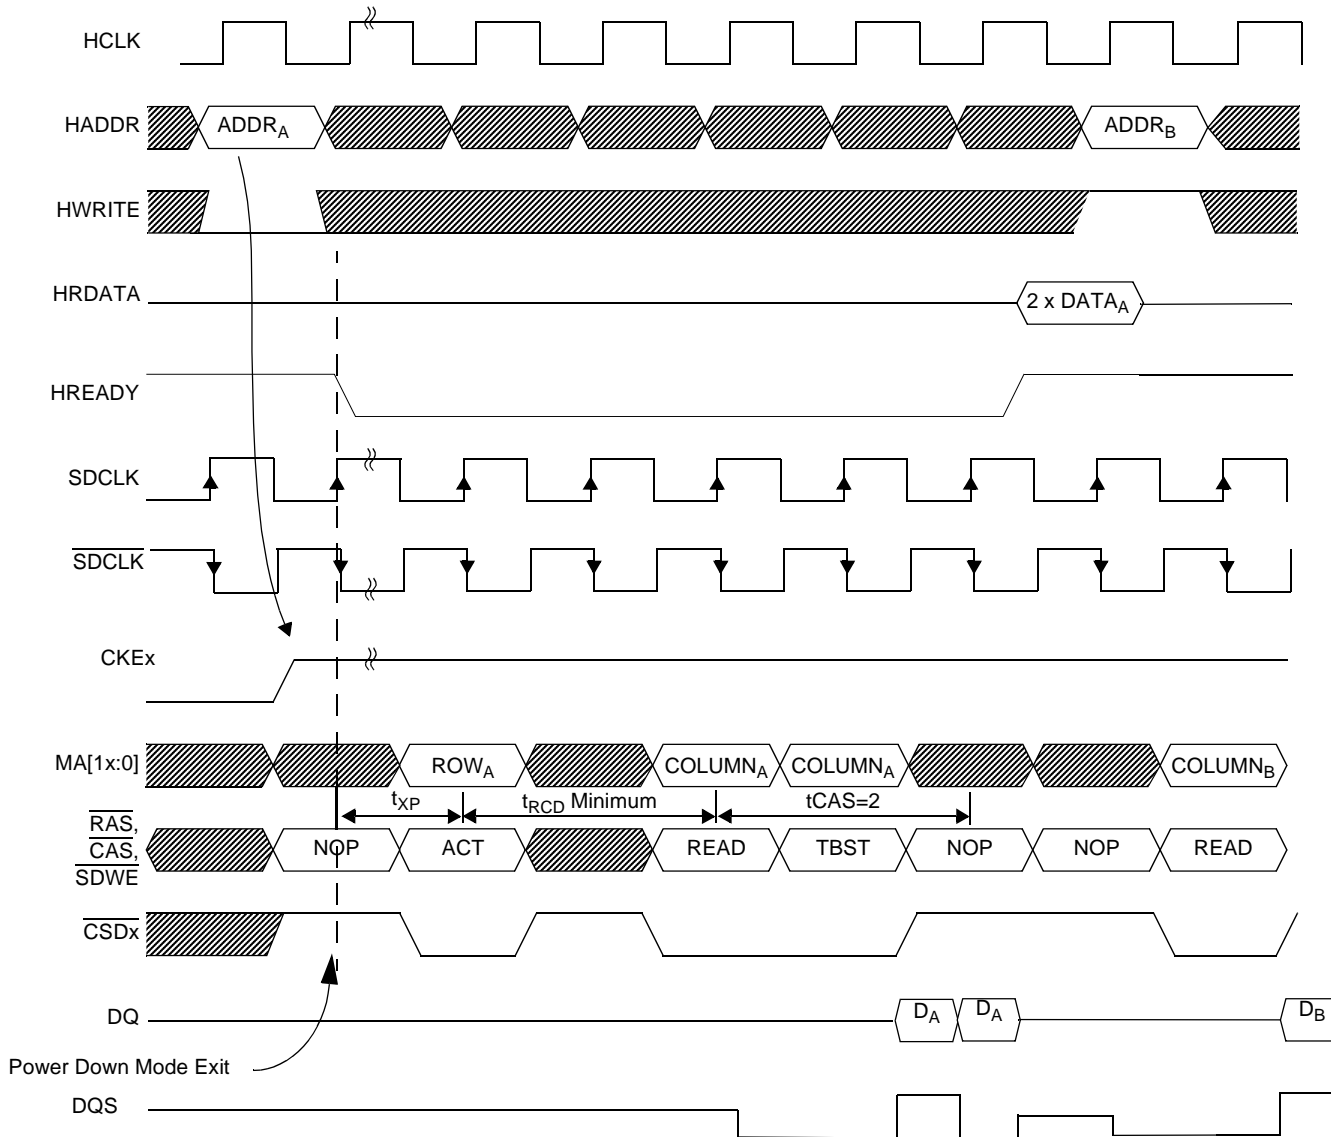 HCLK
HADDR ADDRA ADDRB
HWRITE
HRDATA 2 x DATAA
HREADY
SDCLK
SDCLK
CKEx
MA[1x:0] ROWA COLUMNA COLUMNA COLUMNB
tXP tRCD Minimum tCAS=2
RAS,
CAS,
SDWE
NOP ACT READ TBST NOP NOP READ
CSDx
DQ DA DA DB
Power Down Mode Exit
DQS